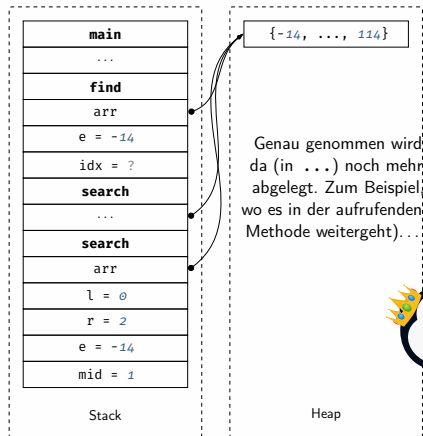 main
...
find
arr
e = -14
idx = ?
search
...
search
arr
l = 0
r = 2
e = -14
mid = 1
Stack
{-14, ..., 114}
Genau genommen wird
da (in ...) noch mehr
abgelegt. Zum Beispiel,
wo es in der aufrufenden
Methode weitergeht)...
Heap